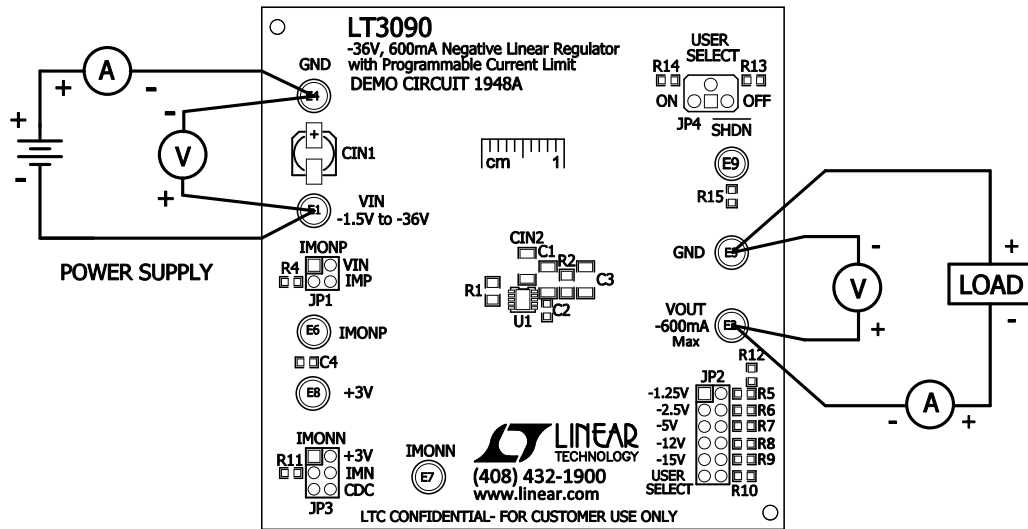 LT3090
-36V, 600mA Negative Linear Regulator
with Programmable Current Limit
DEMO CIRCUIT 1948A
GND
E4
+
CIN1
E1
VIN
-1.5V to -36V
+ A -
+
-
- V +
POWER SUPPLY
IMONP
R4
VIN
IMP
JP1
E6
IMONP
C4
E8
+3V
IMONN
R11
+3V
IMN
CDC
JP3
IMONN
E7
cm 1
CIN2
C1
R2
C3
R1
U1
C2
LINEAR
TECHNOLOGY
(408) 432-1900
www.linear.com
LTC CONFIDENTIAL- FOR CUSTOMER USE ONLY
USER
SELECT
R14
R13
ON
OFF
JP4
SHDN
E9
R15
GND
E5
VOUT
-600mA
Max
E2
R12
JP2
-1.25V
R5
-2.5V
R6
-5V
R7
-12V
R8
-15V
R9
USER
SELECT
R10
- V +
+
LOAD
-
- A +